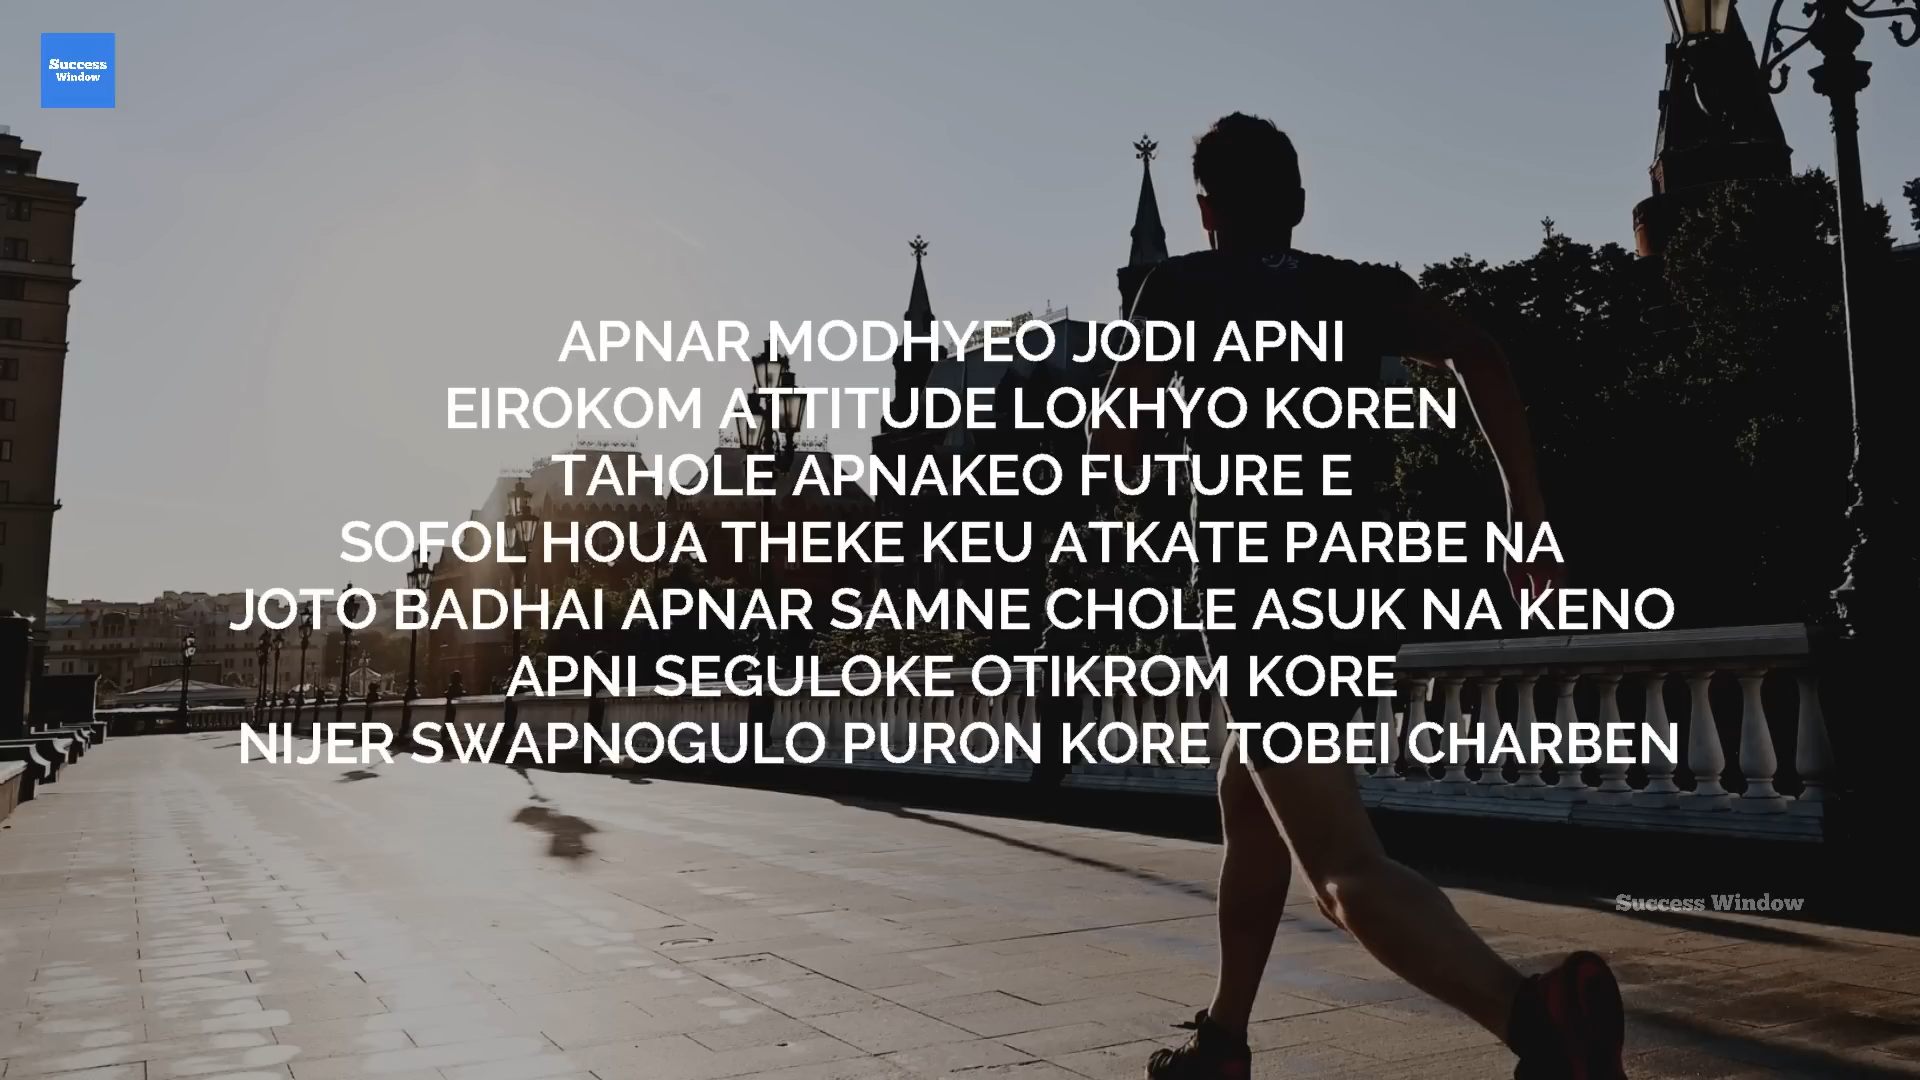 Success
Window
APNAR MODHYEO JODI APNI
EIROKOM ATTITUDE LOKHYO KOREN
TAHOLE APNAKEO FUTURE E
SOFOL HOUA THEKE KEU ATKATE PARBE NA
JOTO BADHAI APNAR SAMNE CHOLE ASUK NA KENO
APNI SEGULOKE OTIKROM KORE
NIJER SWAPNOGULO PURON KORE TOBEI CHARBEN
Success Window